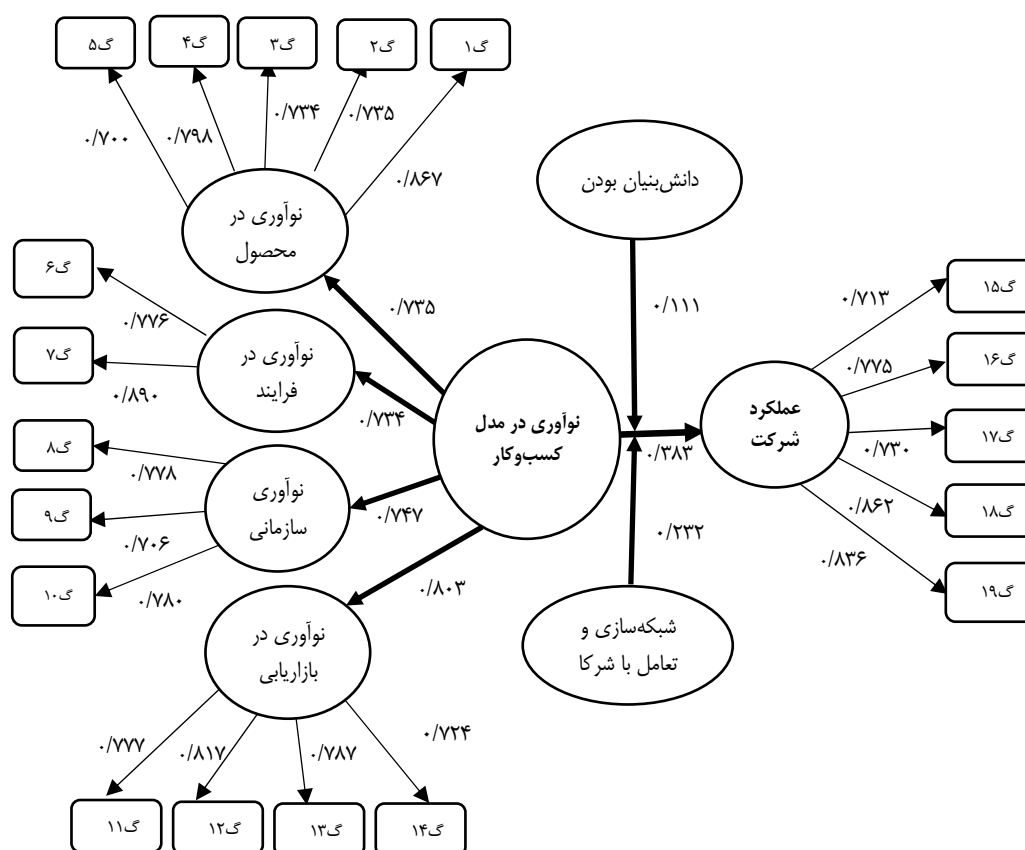 گ۱
گ۲
گ۳
گ۴
گ۵
۰/۸۶۷
۰/۷۳۵
۰/۷۳۴
۰/۷۹۸
۰/۷۰۰
نوآوری در
محصول
دانش‌بنیان بودن
گ۶
گ۷
۰/۷۷۶
۰/۸۹۰
نوآوری در
فرایند
۰/۷۳۵
۰/۷۳۴
۰/۷۴۷
۰/۸۰۳
نوآوری در مدل
کسب‌وکار
۰/۱۱۱
۰/۳۸۳
۰/۲۳۲
عملکرد
شرکت
۰/۷۱۳
۰/۷۷۵
۰/۷۳۰
۰/۸۶۲
۰/۸۳۶
گ۱۵
گ۱۶
گ۱۷
گ۱۸
گ۱۹
گ۸
گ۹
گ۱۰
۰/۷۷۸
۰/۷۰۶
۰/۷۸۰
نوآوری
سازمانی
شبکه‌سازی و
تعامل با شرکا
نوآوری در
بازاریابی
۰/۷۲۴
۰/۷۸۷
۰/۸۱۷
۰/۷۷۷
گ۱۴
گ۱۳
گ۱۲
گ۱۱